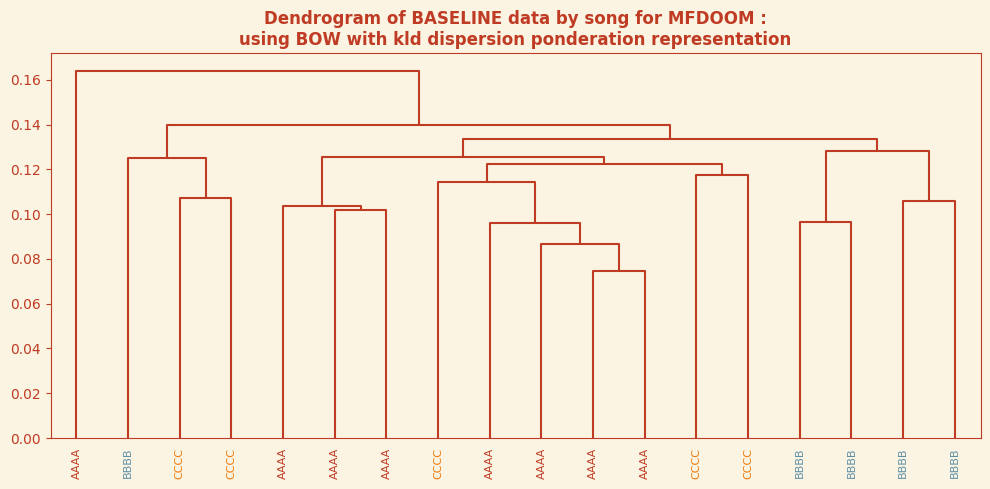 Dendrogram of BASELINE data by song for MFDOOM :
using BOW with kld dispersion ponderation representation
0.16
0.14
0.12
0.10
0.08
0.06
0.04
0.02
0.00
AAAA
BBBB
CCCC
CCCC
AAAA
AAAA
AAAA
CCCC
AAAA
AAAA
AAAA
AAAA
CCCC
CCCC
BBBB
BBBB
BBBB
BBBB